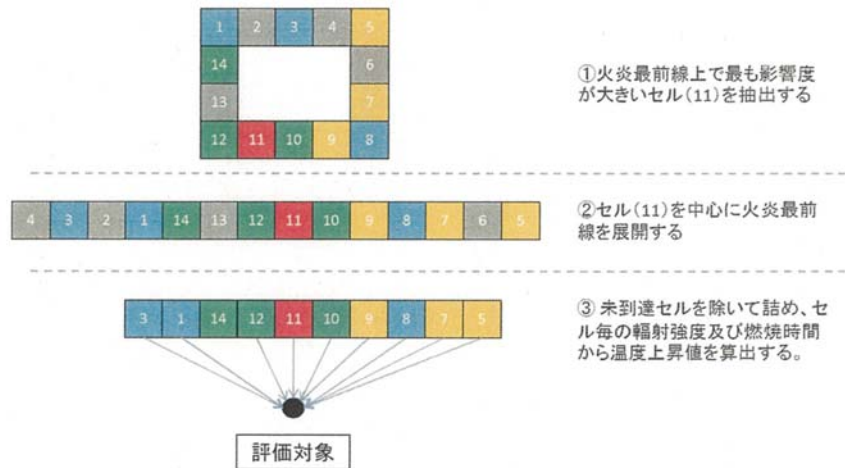 1 2 3 4 5
14 6
13 7
12 11 10 9 8
①火炎最前線上で最も影響度
が大きいセル(11)を抽出する
4 3 2 1 14 13 12 11 10 9 8 7 6 5
②セル(11)を中心に火炎最前
線を展開する
3 1 14 12 11 10 9 8 7 5
③ 未到達セルを除いて詰め、セ
ル毎の輻射強度及び燃焼時間
から温度上昇値を算出する。
評価対象